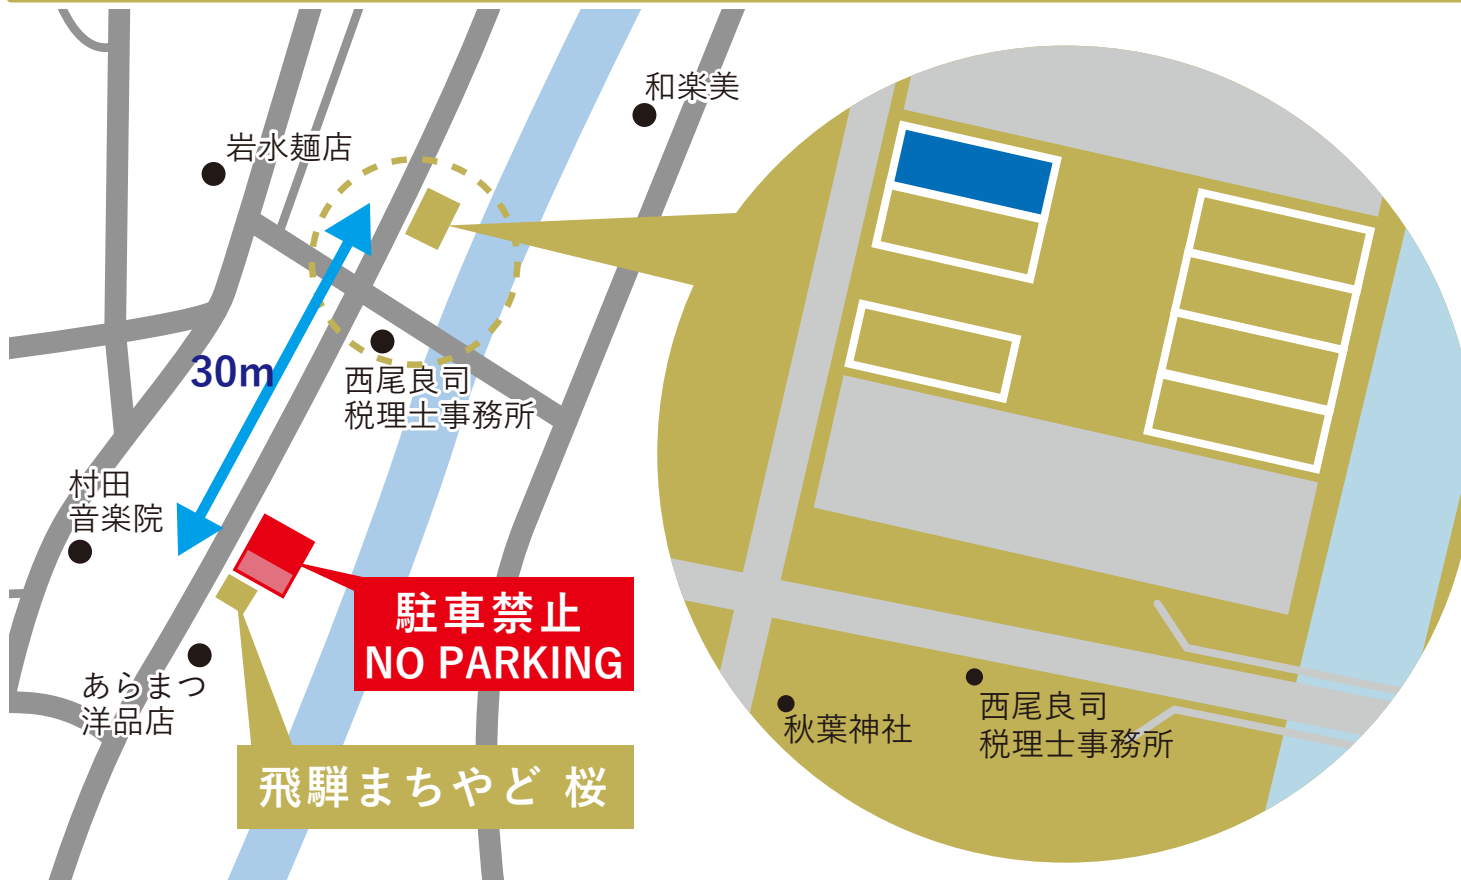 和楽美
岩水麺店
30m
西尾良司
税理士事務所
村田
音楽院
駐車禁止
NO PARKING
あらまつ
洋品店
飛騨まちやど 桜
秋葉神社
西尾良司
税理士事務所